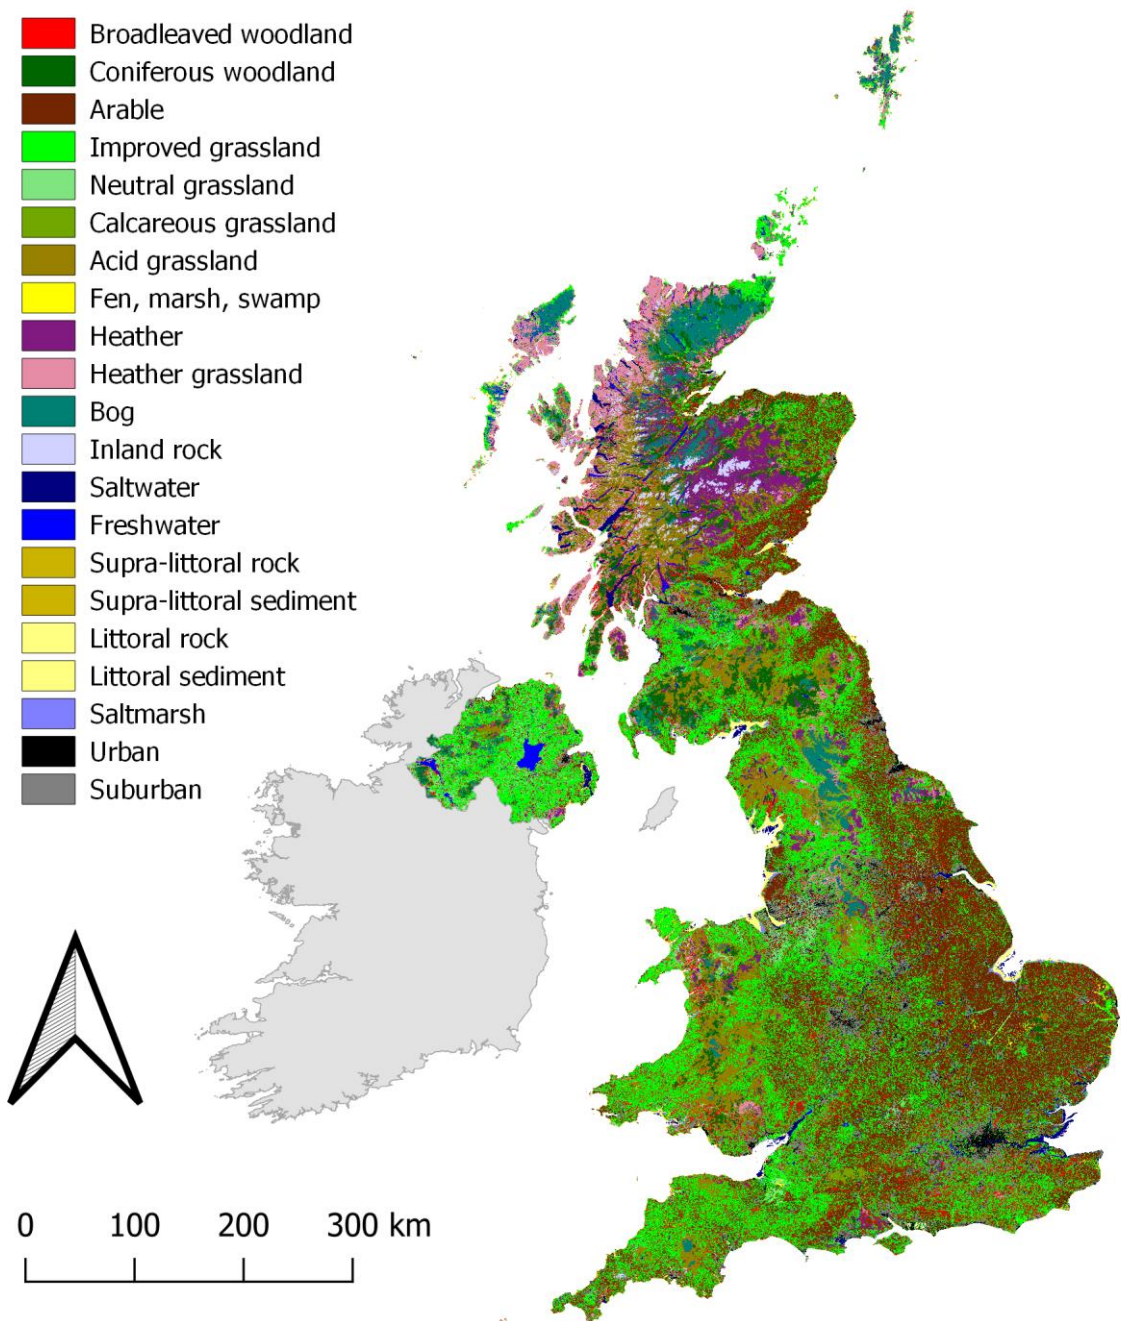 Broadleaved woodland
Coniferous woodland
Arable
Improved grassland
Neutral grassland
Calcareous grassland
Acid grassland
Fen, marsh, swamp
Heather
Heather grassland
Bog
Inland rock
Saltwater
Freshwater
Supra-littoral rock
Supra-littoral sediment
Littoral rock
Littoral sediment
Saltmarsh
Urban
Suburban
0 100 200 300 km